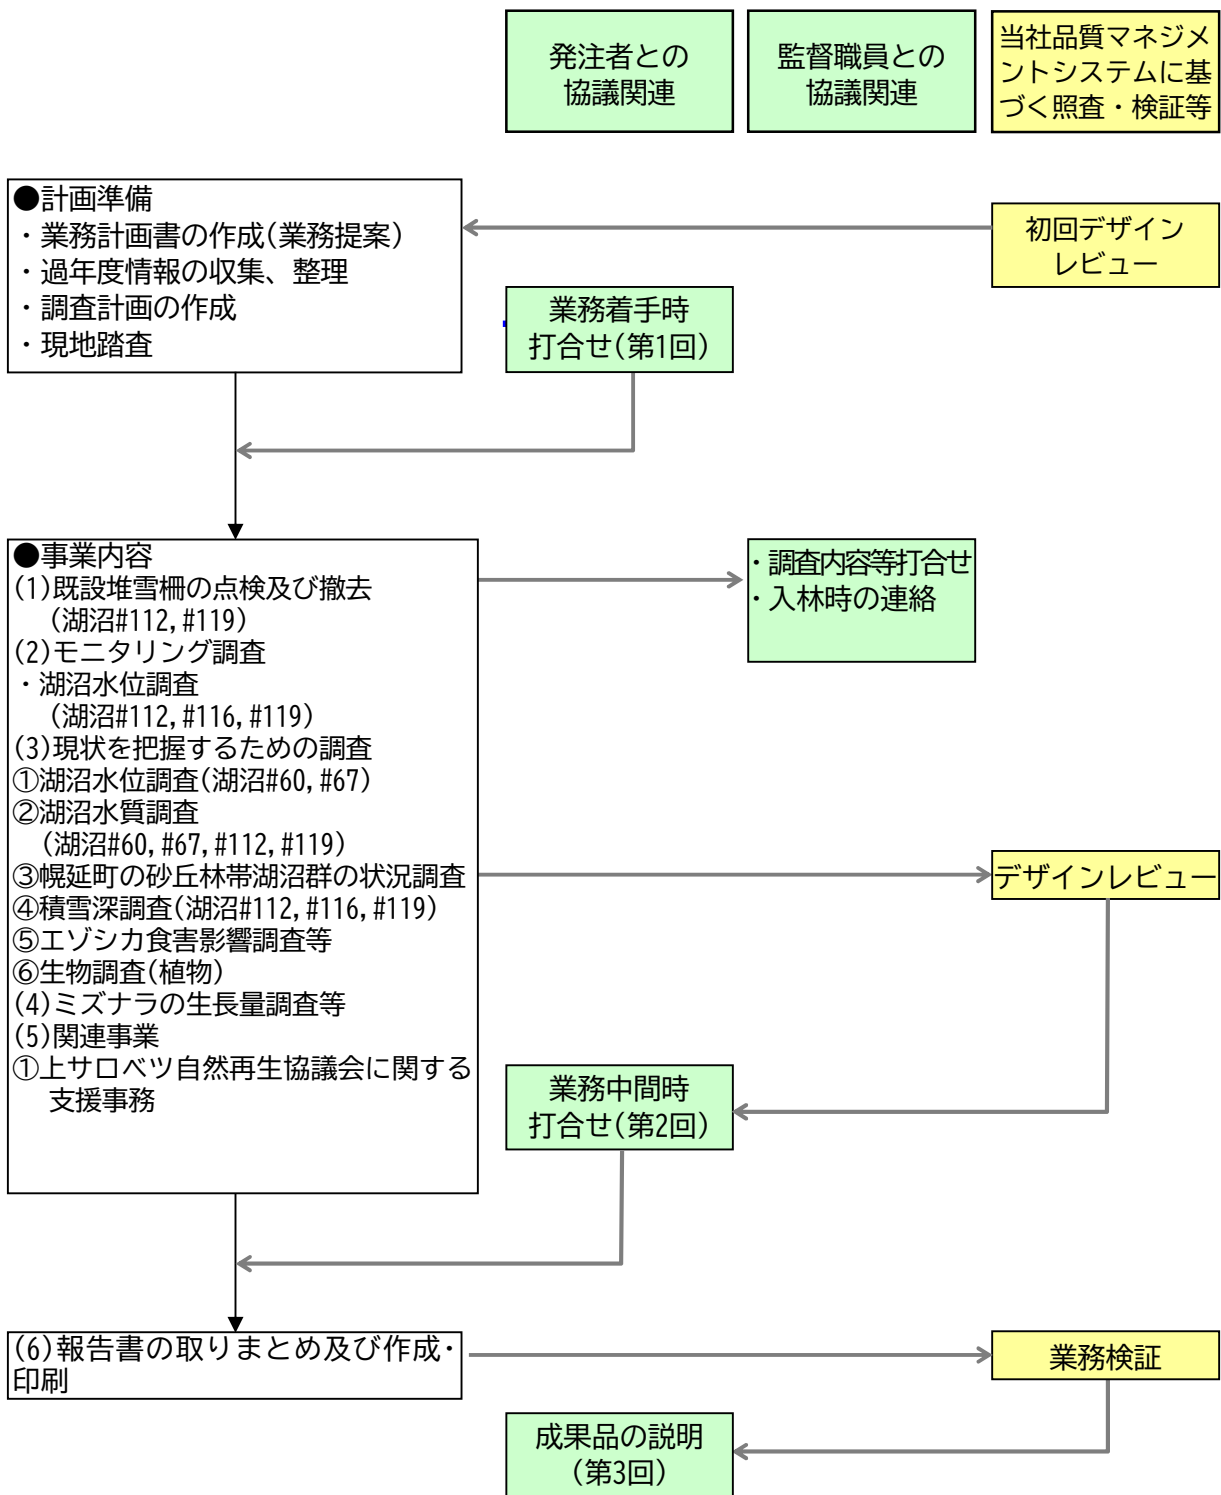 発注者との
協議関連
監督職員との
協議関連
当社品質マネジメ
ントシステムに基
づく照査・検証等
●計画準備
・業務計画書の作成(業務提案)
・過年度情報の収集、整理
・調査計画の作成
・現地踏査
初回デザイン
レビュー
業務着手時
打合せ(第1回)
●事業内容
(1)既設堆雪柵の点検及び撤去
(湖沼#112,#119)
(2)モニタリング調査
・湖沼水位調査
(湖沼#112,#116,#119)
(3)現状を把握するための調査
①湖沼水位調査(湖沼#60,#67)
②湖沼水質調査
(湖沼#60,#67,#112,#119)
③幌延町の砂丘林帯湖沼群の状況調査
④積雪深調査(湖沼#112,#116,#119)
⑤エゾシカ食害影響調査等
⑥生物調査(植物)
(4)ミズナラの生長量調査等
(5)関連事業
①上サロベツ自然再生協議会に関する
支援事務
・調査内容等打合せ
・入林時の連絡
デザインレビュー
業務中間時
打合せ(第2回)
(6)報告書の取りまとめ及び作成・
印刷
業務検証
成果品の説明
(第3回)